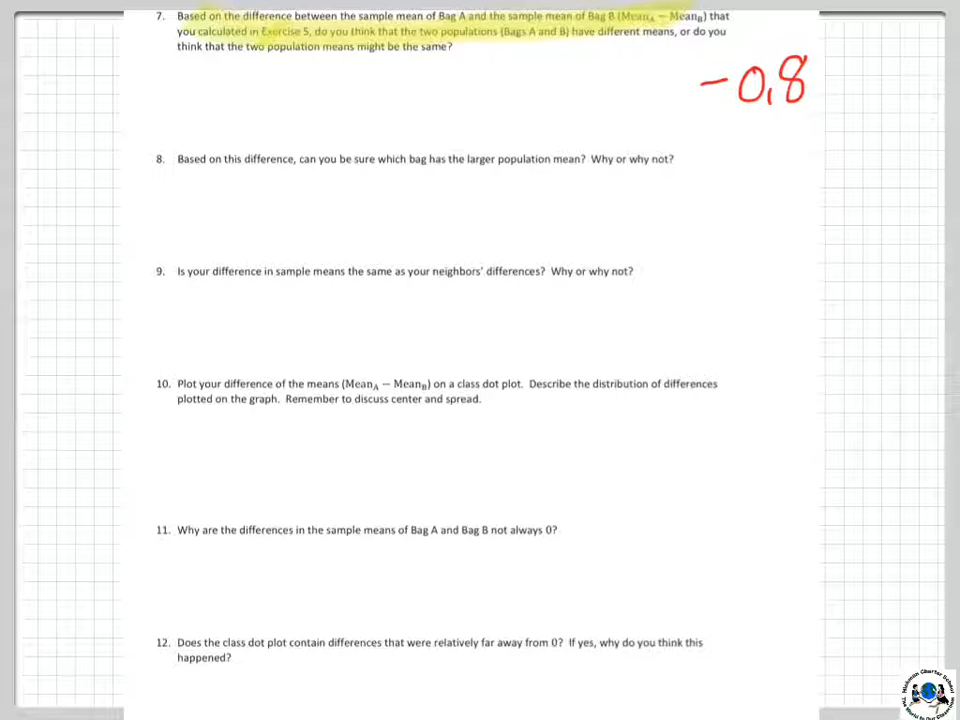 7. Based on the difference between the sample mean of Bag A and the sample mean of Bag B (Mean_A − Mean_B) that
you calculated in Exercise 5, do you think that the two populations (Bags A and B) have different means, or do you
think that the two population means might be the same?
-0.8
8. Based on this difference, can you be sure which bag has the larger population mean? Why or why not?
9. Is your difference in sample means the same as your neighbors' differences? Why or why not?
10. Plot your difference of the means (Mean_A − Mean_B) on a class dot plot. Describe the distribution of differences
plotted on the graph. Remember to discuss center and spread.
11. Why are the differences in the sample means of Bag A and Bag B not always 0?
12. Does the class dot plot contain differences that were relatively far away from 0? If yes, why do you think this
happened?